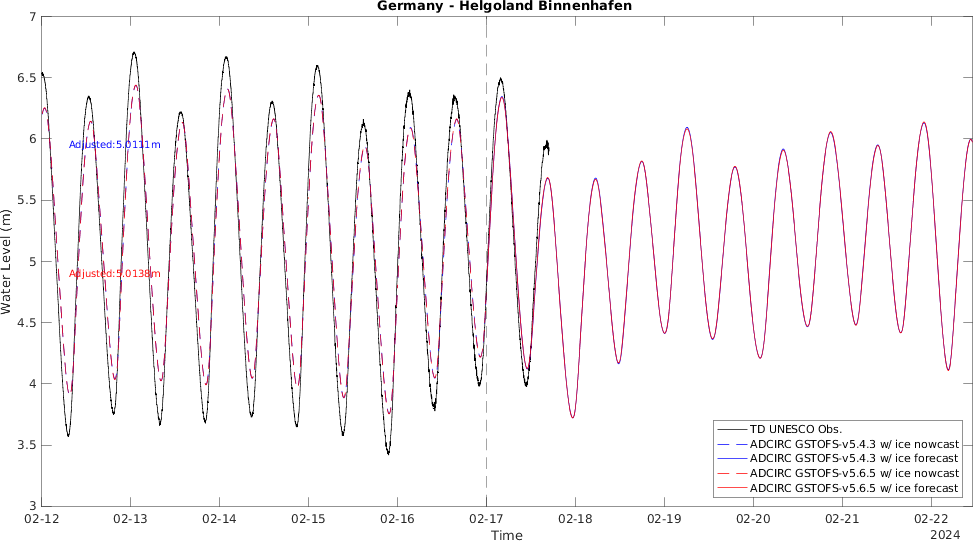 Germany - Helgoland Binnenhafen
7
6.5
6
5.5
5
4.5
4
3.5
3
Water Level (m)
Adjusted:5.0111m
Adjusted:5.0138m
TD UNESCO Obs.
ADCIRC GSTOFS-v5.4.3 w/ ice nowcast
ADCIRC GSTOFS-v5.4.3 w/ ice forecast
ADCIRC GSTOFS-v5.6.5 w/ ice nowcast
ADCIRC GSTOFS-v5.6.5 w/ ice forecast
02-12 02-13 02-14 02-15 02-16 02-17 02-18 02-19 02-20 02-21 02-22
Time
2024